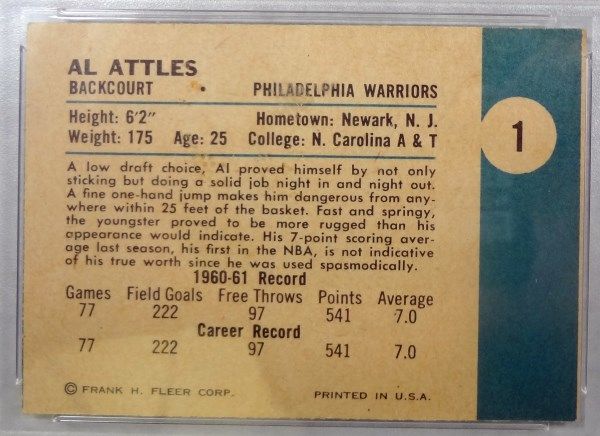 AL ATTLES
BACKCOURT • PHILADELPHIA WARRIORS
Height: 6'2" Hometown: Newark, N. J.
Weight: 175 Age: 25 College: N. Carolina A & T
1
A low draft choice, Al proved himself by not only
sticking but doing a solid job night in and night out.
A fine one-hand jump makes him dangerous from any-
where within 25 feet of the basket. Fast and springy,
the youngster proved to be more rugged than his
appearance would indicate. His 7-point scoring aver-
age last season, his first in the NBA, is not indicative
of his true worth since he was used spasmodically.
1960-61 Record
Games Field Goals Free Throws Points Average
77 222 97 541 7.0
Career Record
77 222 97 541 7.0
© FRANK H. FLEER CORP. PRINTED IN U.S.A.